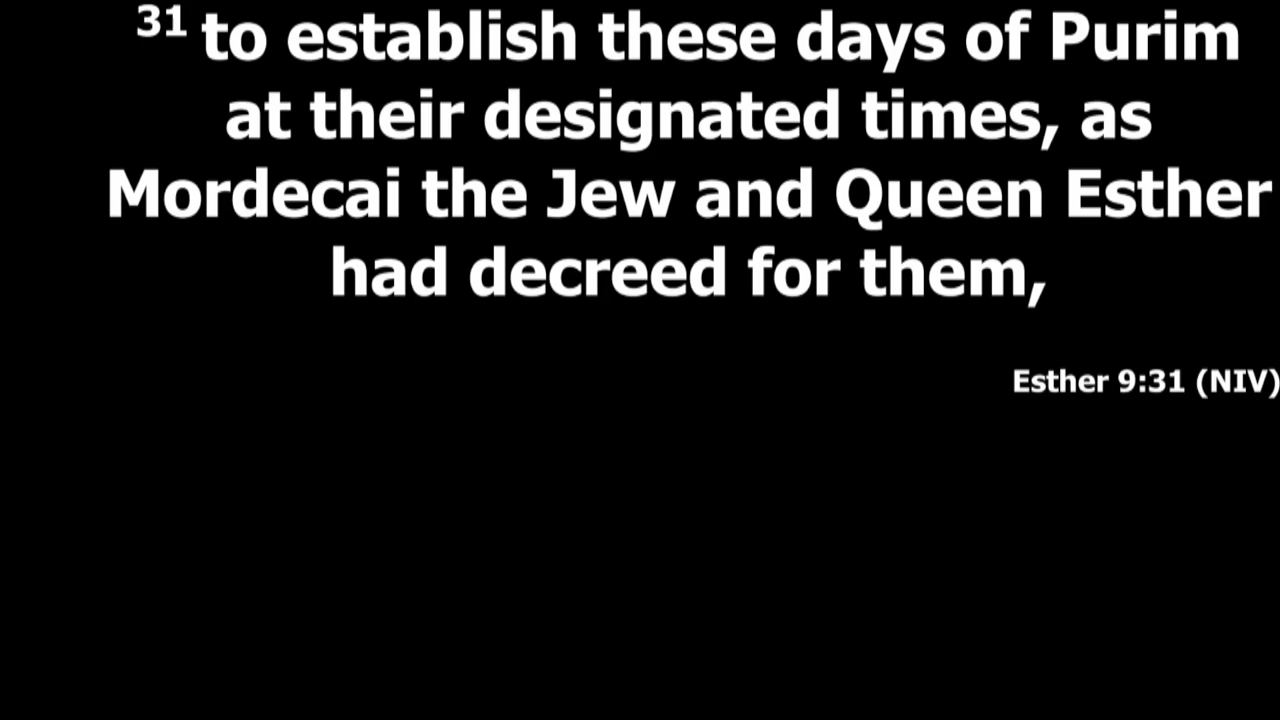 31 to establish these days of Purim
at their designated times, as
Mordecai the Jew and Queen Esther
had decreed for them,
Esther 9:31 (NIV)